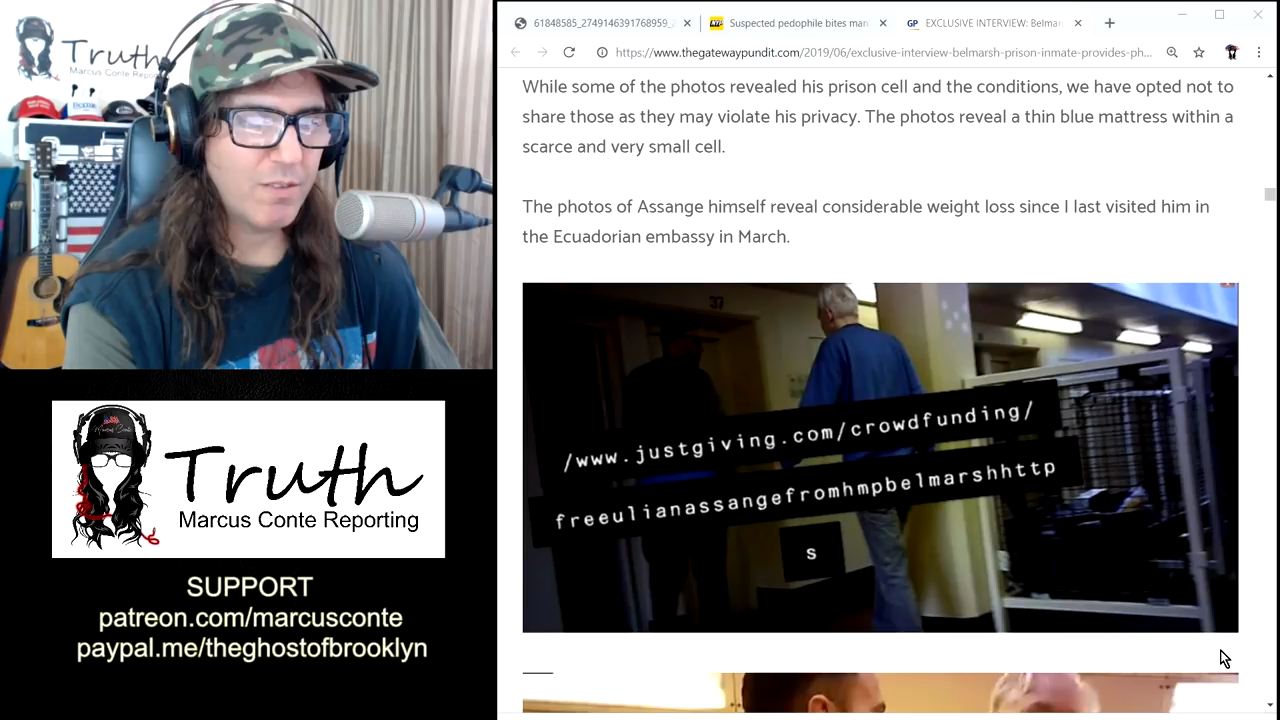 Truth
Marcus Conte Reporting
61848585_2749146391768959_2
Suspected pedophile bites man
GP
EXCLUSIVE INTERVIEW: Belmar
https://www.thegatewaypundit.com/2019/06/exclusive-interview-belmarsh-prison-inmate-provides-ph...
While some of the photos revealed his prison cell and the conditions, we have opted not to
share those as they may violate his privacy. The photos reveal a thin blue mattress within a
scarce and very small cell.
The photos of Assange himself reveal considerable weight loss since I last visited him in
the Ecuadorian embassy in March.
37
/www.justgiving.com/crowdfunding/
freeulianassangefromhmpbelmarshhttp
s
Truth
Marcus Conte Reporting
SUPPORT
patreon.com/marcusconte
paypal.me/theghostofbrooklyn